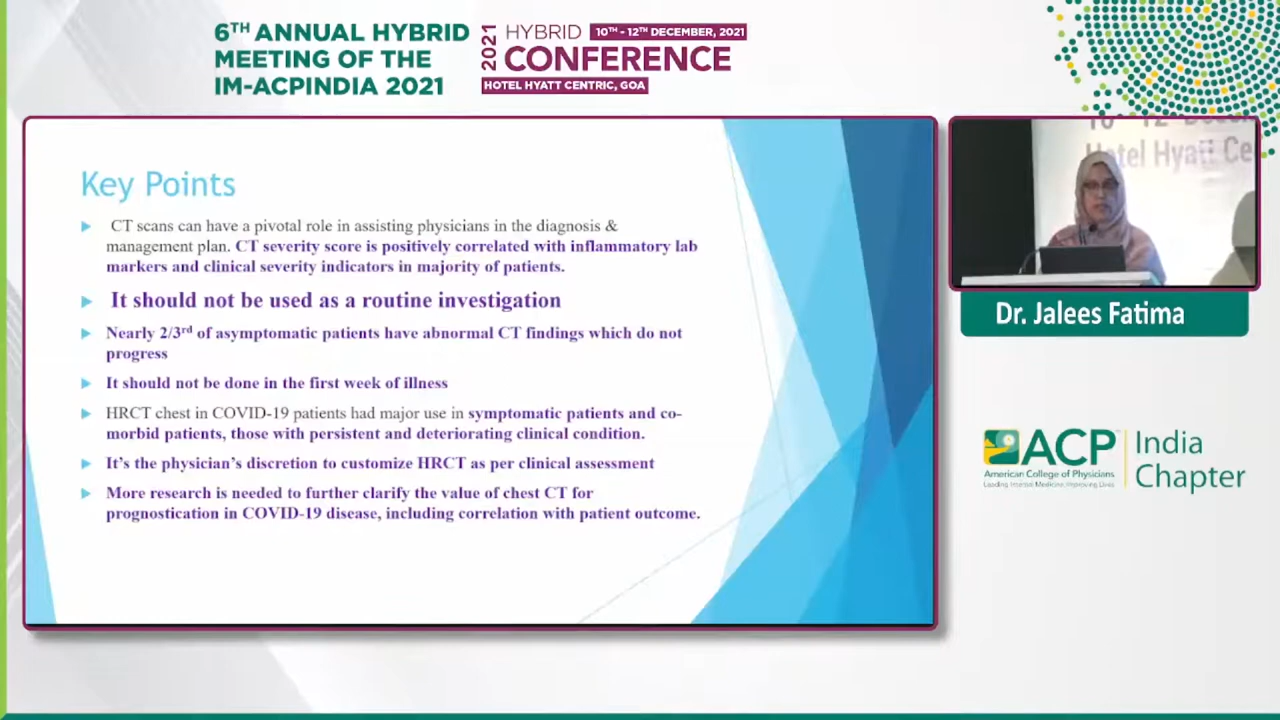 6TH ANNUAL HYBRID
MEETING OF THE
IM-ACPINDIA 2021
2021
HYBRID 10TH - 12TH DECEMBER, 2021
CONFERENCE
HOTEL HYATT CENTRIC, GOA
Key Points
CT scans can have a pivotal role in assisting physicians in the diagnosis &
management plan. CT severity score is positively correlated with inflammatory lab
markers and clinical severity indicators in majority of patients.
It should not be used as a routine investigation
Nearly 2/3rd of asymptomatic patients have abnormal CT findings which do not
progress
It should not be done in the first week of illness
HRCT chest in COVID-19 patients had major use in symptomatic patients and co-
morbid patients, those with persistent and deteriorating clinical condition.
It's the physician's discretion to customize HRCT as per clinical assessment
More research is needed to further clarify the value of chest CT for
prognostication in COVID-19 disease, including correlation with patient outcome.
Hotel Hyatt Ce
Dr. Jalees Fatima
ACP
American College of Physicians
Leading Internal Medicine, Improving Lives
India
Chapter